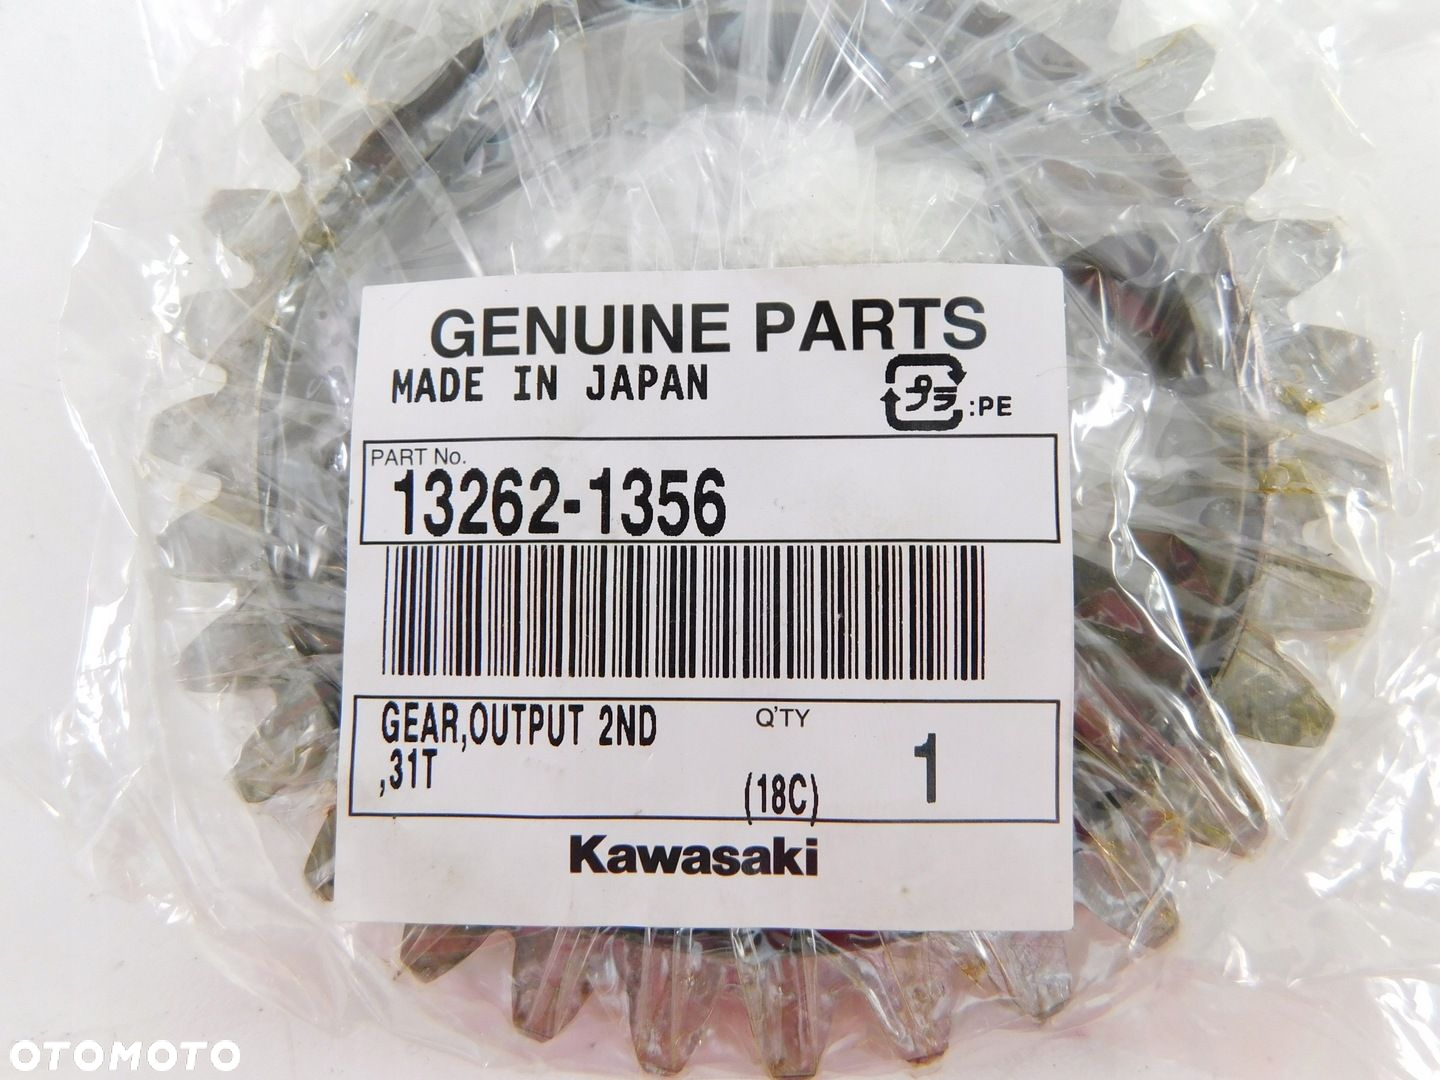 GENUINE PARTS
MADE IN JAPAN
プラ :PE
PART No.
13262-1356
GEAR,OUTPUT 2ND Q'TY
,31T (18C) 1
Kawasaki
OTOMOTO